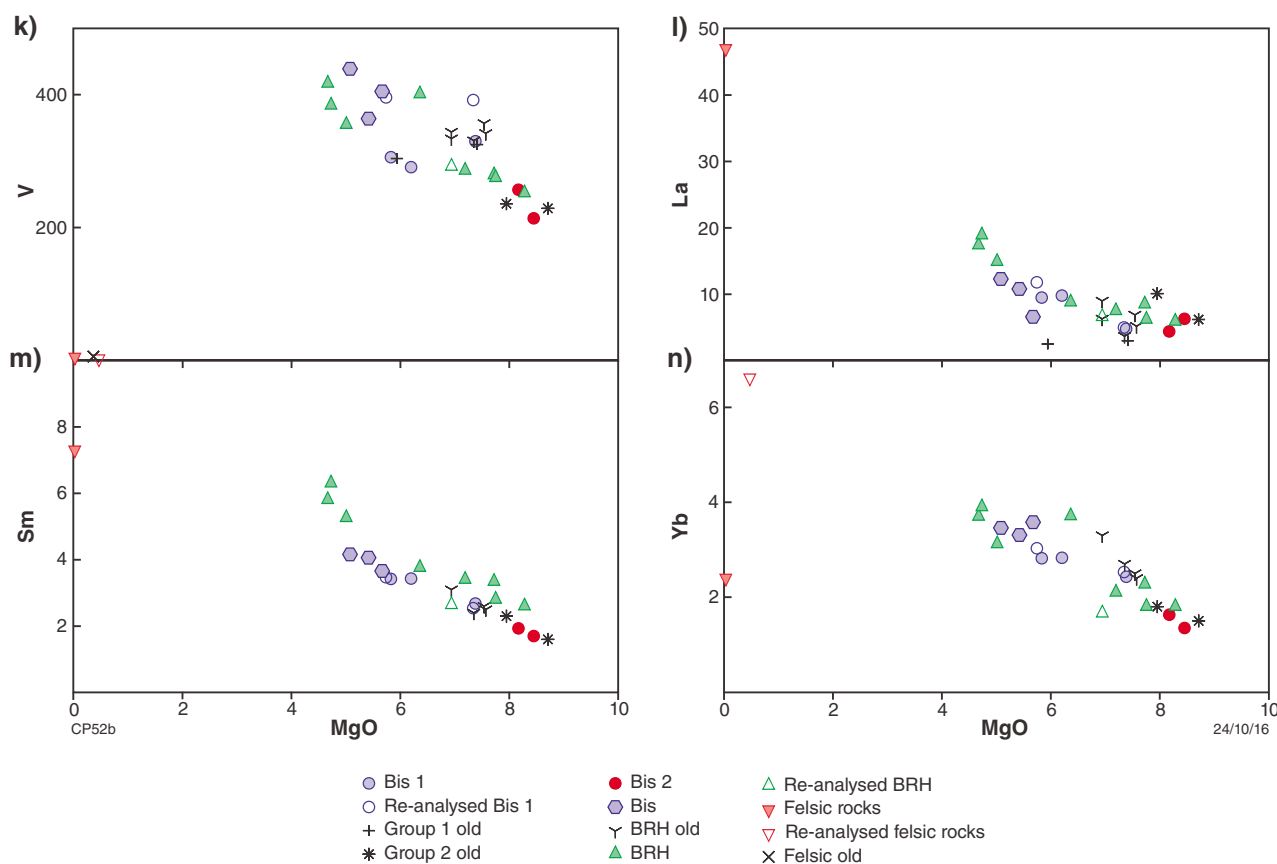 k)
400
200
V
l)
50
40
30
20
10
La
m)
8
6
4
2
Sm
0 2 4 6 8 10
MgO
CP52b
n)
6
4
2
Yb
0 2 4 6 8 10
MgO
24/10/16
Bis 1
Re-analysed Bis 1
Group 1 old
Group 2 old
Bis 2
Bis
BRH old
BRH
Re-analysed BRH
Felsic rocks
Re-analysed felsic rocks
Felsic old